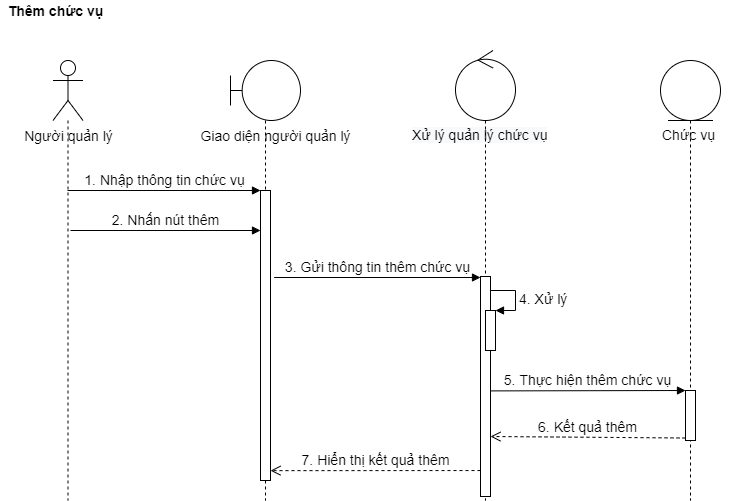 Thêm chức vụ
Người quản lý
Giao diện người quản lý
Xử lý quản lý chức vụ
Chức vụ
1. Nhập thông tin chức vụ
2. Nhấn nút thêm
3. Gửi thông tin thêm chức vụ
4. Xử lý
5. Thực hiện thêm chức vụ
6. Kết quả thêm
7. Hiển thị kết quả thêm